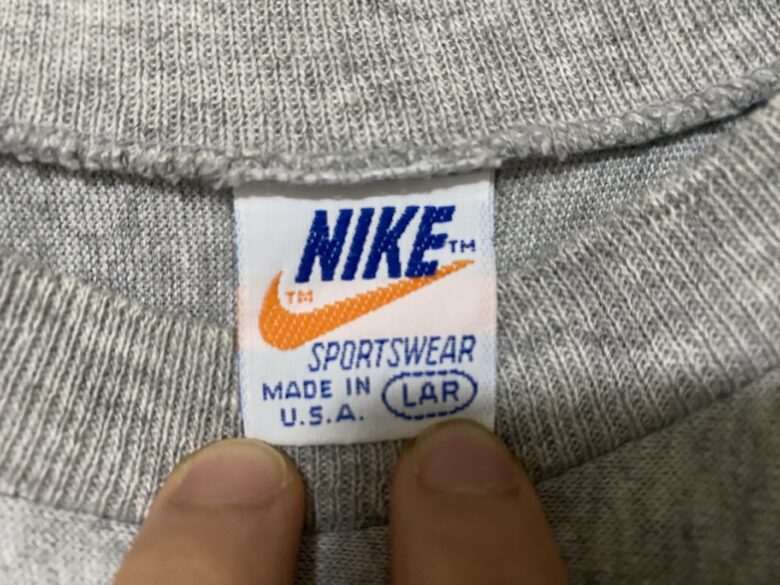 NIKE™
™
SPORTSWEAR
MADE IN
U.S.A.
LAR